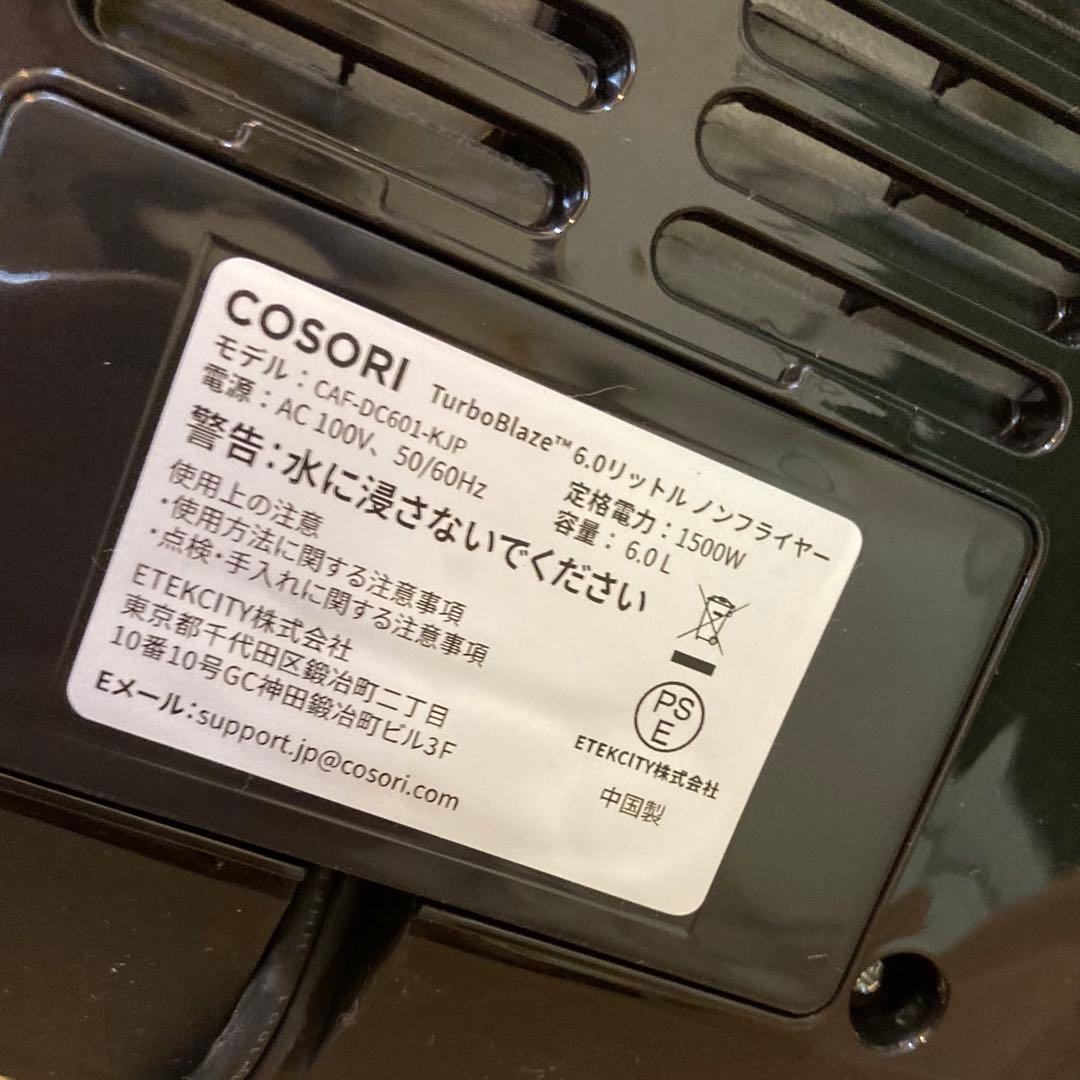 COSORI
TurboBlaze™ 6.0リットル ノンフライヤー
モデル：CAF-DC601-KJP
定格電力：1500W
電源：AC 100V、50/60Hz
容量：6.0 L
警告：水に浸さないでください
使用上の注意
・使用方法に関する注意事項
・点検・手入れに関する注意事項
ETEKCITY株式会社
東京都千代田区鍛冶町二丁目
10番10号GC神田鍛冶町ビル3F
Eメール：support.jp@cosori.com
PS
E
ETEKCITY株式会社
中国製